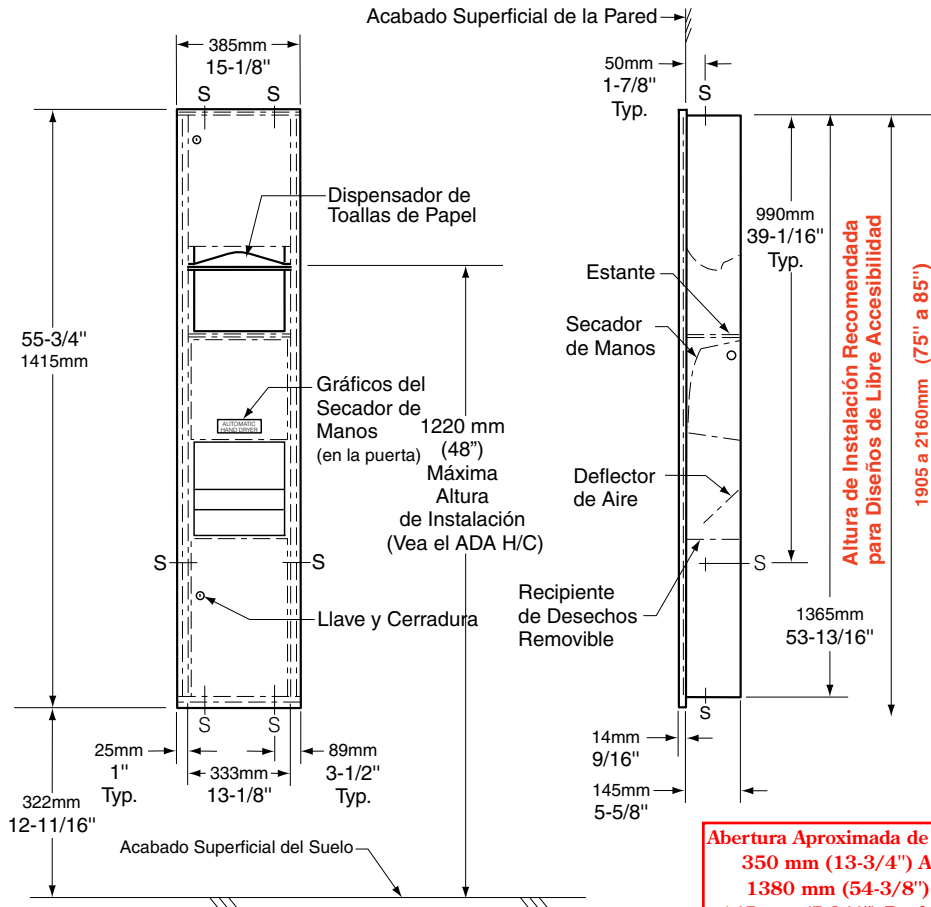 Acabado Superficial de la Pared
385mm
15-1/8"
S
S
50mm
1-7/8"
Typ.
S
Dispensador de
Toallas de Papel
990mm
39-1/16"
Typ.
Estante
Secador
de Manos
55-3/4"
1415mm
Gráficos del
Secador de
Manos
(en la puerta)
AUTOMATIC
HAND DRYER
1220 mm
(48”)
Máxima
Altura
de Instalación
(Vea el ADA H/C)
Deflector
de Aire
Altura de Instalación Recomendada
para Diseños de Libre Accesibilidad
1905 a 2160mm (75" a 85")
S
S
S
Recipiente
de Desechos
Removible
Llave y Cerradura
1365mm
53-13/16"
S
S
S
25mm
1"
Typ.
333mm
13-1/8"
89mm
3-1/2"
Typ.
14mm
9/16"
145mm
5-5/8"
322mm
12-11/16"
Acabado Superficial del Suelo
Abertura Aproximada de
350 mm (13-3/4") A
1380 mm (54-3/8")